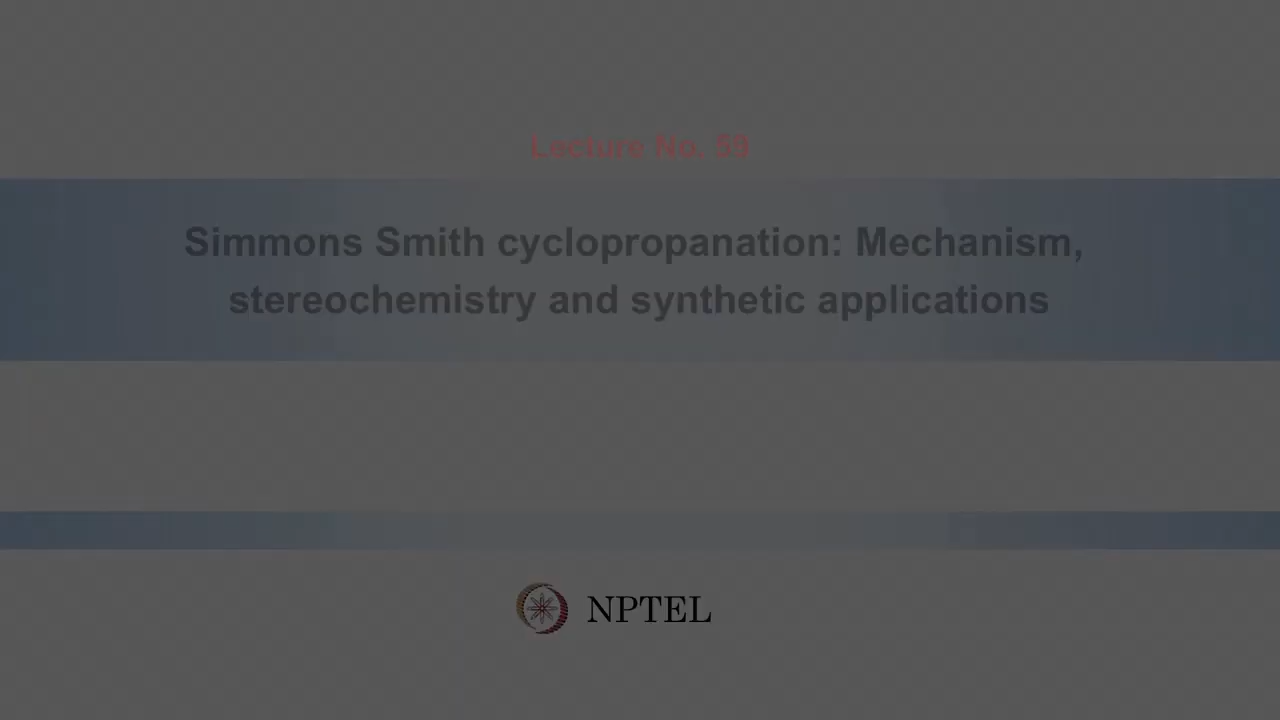 Lecture No. 59
Simmons Smith cyclopropanation: Mechanism,
stereochemistry and synthetic applications
NPTEL